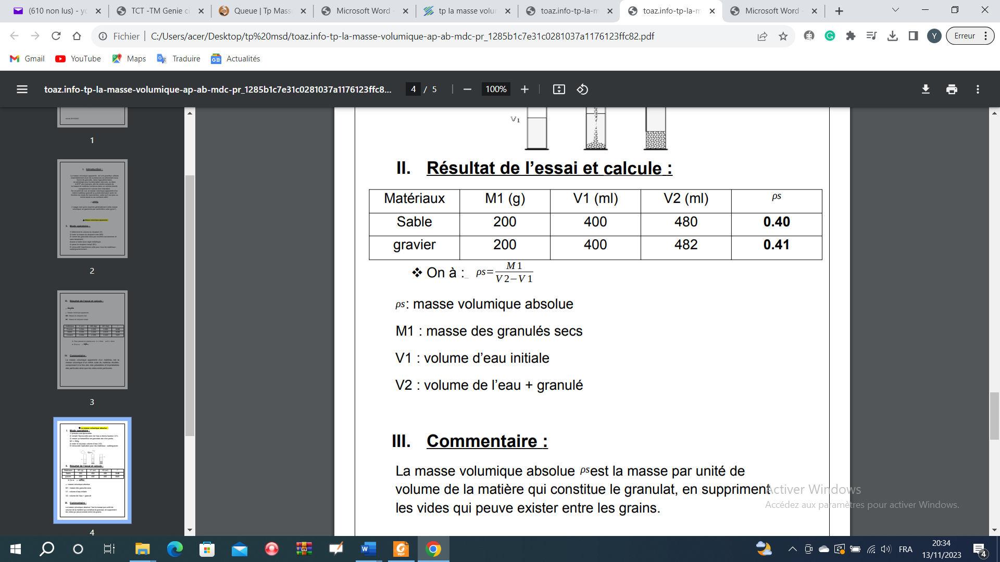 (610 non lus) - yo
TCT -TM Genie ci
Queue | Tp Mass
Microsoft Word -
tp la masse volum
toaz.info-tp-la-m
toaz.info-tp-la-m
Microsoft Word -
Fichier
C:/Users/acer/Desktop/tp%20msd/toaz.info-tp-la-masse-volumique-ap-ab-mdc-pr_1285b1c7e31c0281037a1176123ffc82.pdf
Y
Erreur
Gmail
YouTube
Maps
Traduire
Actualités
toaz.info-tp-la-masse-volumique-ap-ab-mdc-pr_1285b1c7e31c0281037a1176123ffc8...
4 / 5
100%
1
2
3
4
V1
II. Résultat de l’essai et calcule :
Matériaux M1 (g) V1 (ml) V2 (ml) ρs
Sable 200 400 480 0.40
gravier 200 400 482 0.41
❖ On à : ρs=M1/V2−V1
ρs: masse volumique absolue
M1 : masse des granulés secs
V1 : volume d’eau initiale
V2 : volume de l’eau + granulé
III. Commentaire :
La masse volumique absolue ρsest la masse par unité de
volume de la matière qui constitue le granulat, en suppriment
les vides qui peuve exister entre les grains.
Activer Windows
Accédez aux paramètres pour activer Windows.
FRA
20:34
13/11/2023
4